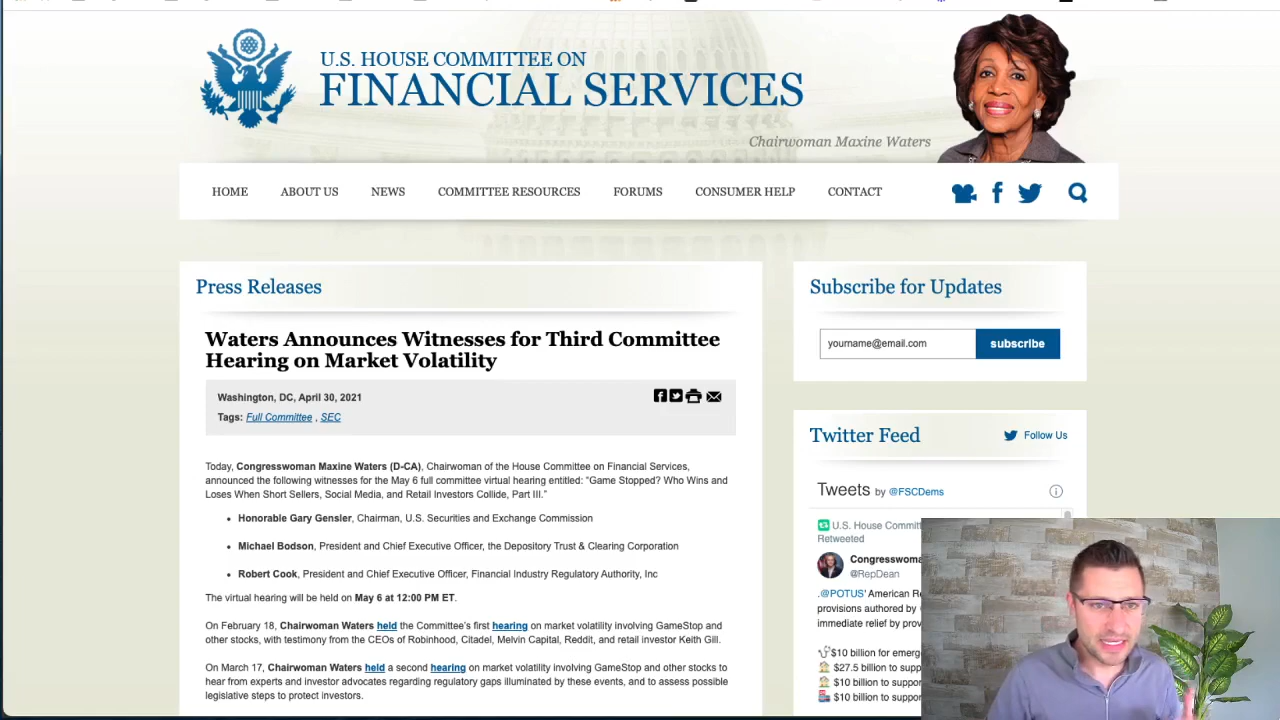 U.S. HOUSE COMMITTEE ON
FINANCIAL SERVICES
Chairwoman Maxine Waters
HOME ABOUT US NEWS COMMITTEE RESOURCES FORUMS CONSUMER HELP CONTACT
Press Releases
Waters Announces Witnesses for Third Committee
Hearing on Market Volatility
Washington, DC, April 30, 2021
Tags: Full Committee , SEC
Today, Congresswoman Maxine Waters (D-CA), Chairwoman of the House Committee on Financial Services,
announced the following witnesses for the May 6 full committee virtual hearing entitled: "Game Stopped? Who Wins and
Loses When Short Sellers, Social Media, and Retail Investors Collide, Part III."
• Honorable Gary Gensler, Chairman, U.S. Securities and Exchange Commission
• Michael Bodson, President and Chief Executive Officer, the Depository Trust & Clearing Corporation
• Robert Cook, President and Chief Executive Officer, Financial Industry Regulatory Authority, Inc
The virtual hearing will be held on May 6 at 12:00 PM ET.
On February 18, Chairwoman Waters held the Committee's first hearing on market volatility involving GameStop and
other stocks, with testimony from the CEOs of Robinhood, Citadel, Melvin Capital, Reddit, and retail investor Keith Gill.
On March 17, Chairwoman Waters held a second hearing on market volatility involving GameStop and other stocks to
hear from experts and investor advocates regarding regulatory gaps illuminated by these events, and to assess possible
legislative steps to protect investors.
Subscribe for Updates
yourname@email.com subscribe
Twitter Feed Follow Us
Tweets by @FSCDems
U.S. House Committ
Retweeted
Congresswoma
@RepDean
.@POTUS' American Re
provisions authored by
immediate relief by prov
$10 billion for emerg
$27.5 billion to supp
$10 billion to suppor
$10 billion to suppor